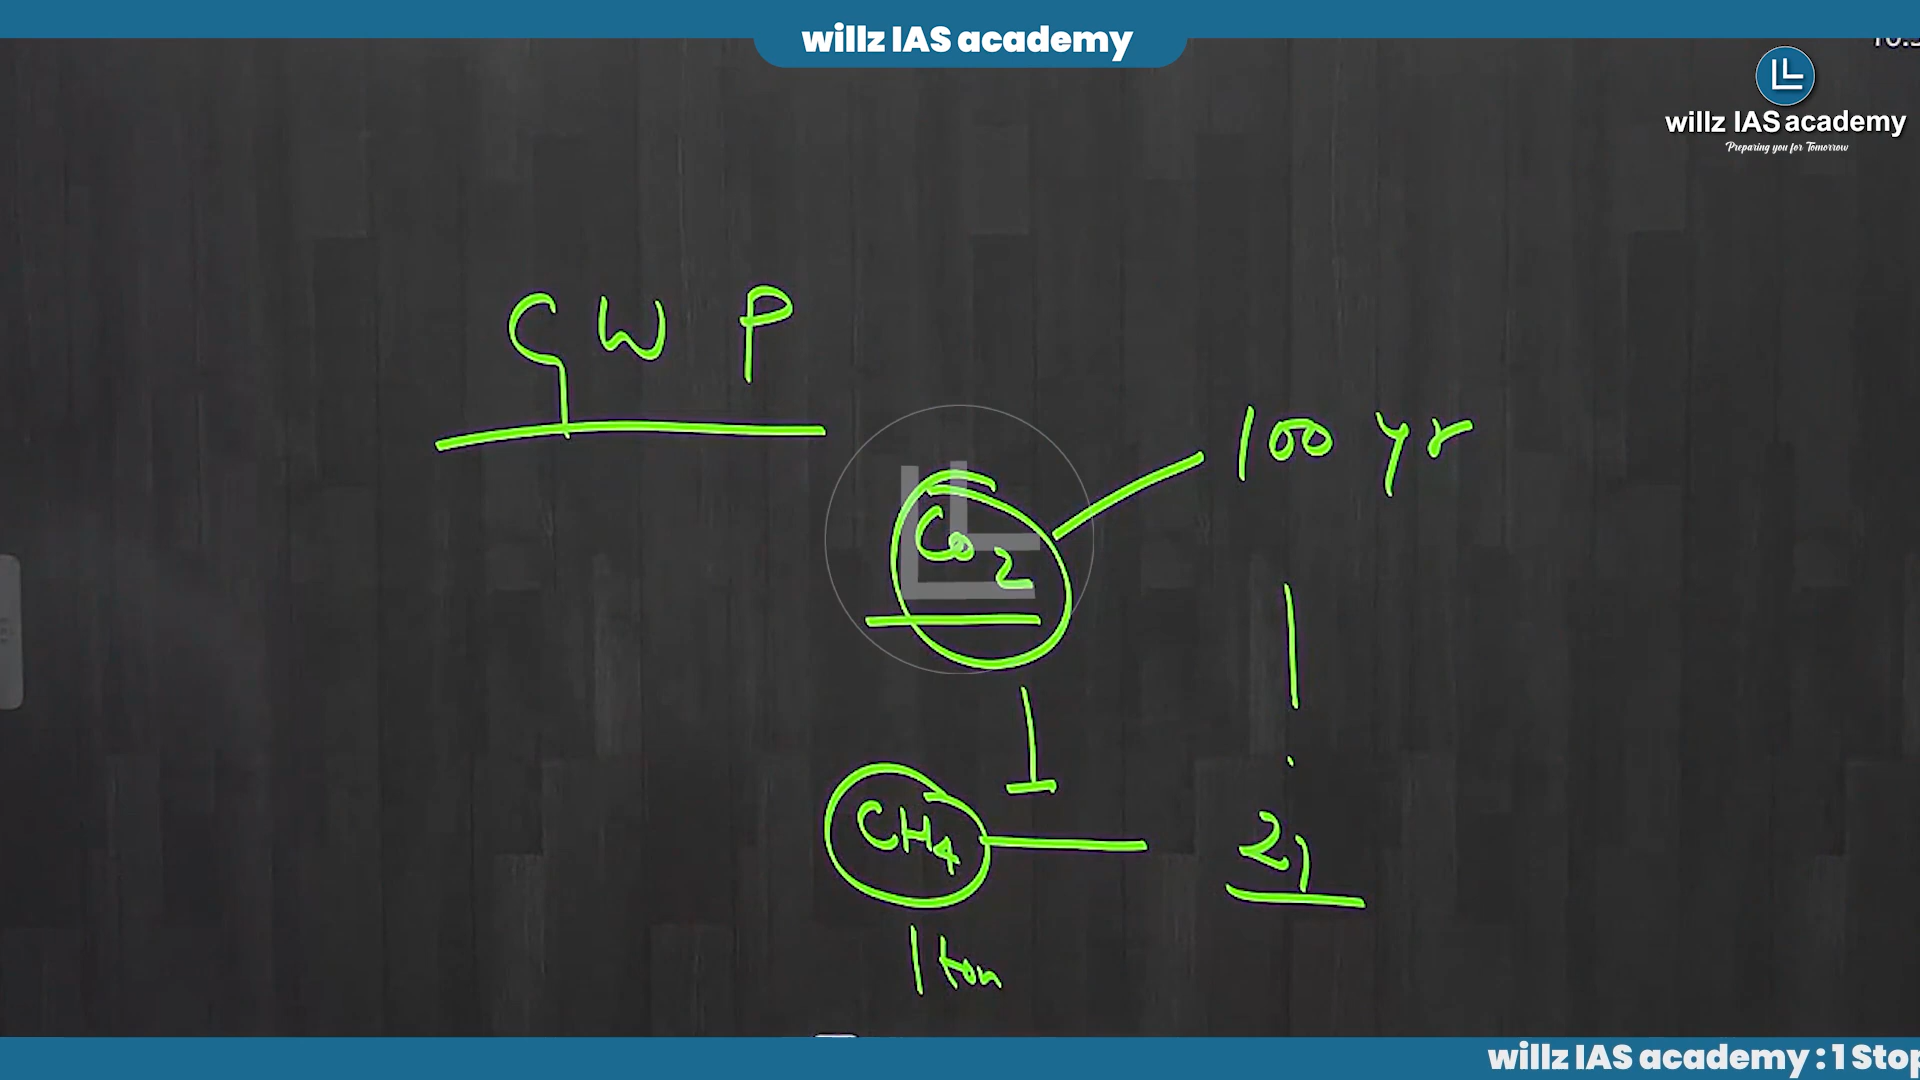 willz IAS academy
willz IAS academy
Preparing you for Tomorrow
GWP
100 yr
CO2
1
CH4
21
1 ton
willz IAS academy : 1 Stop